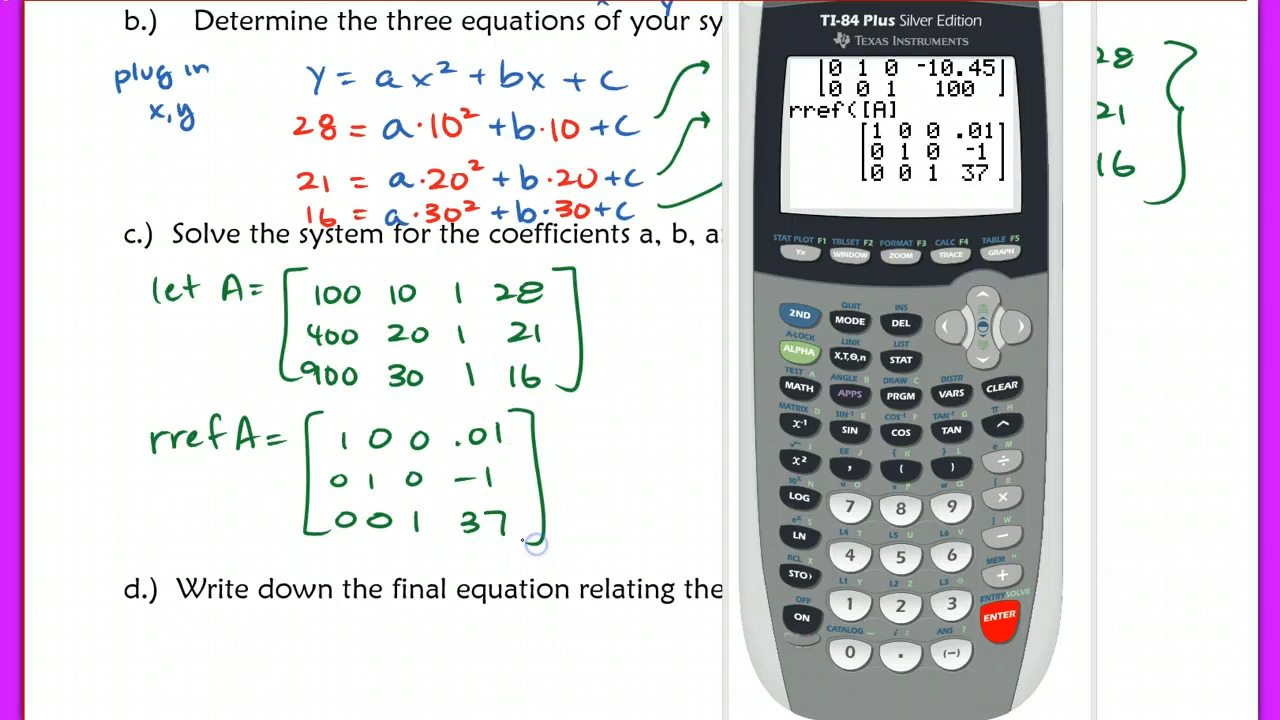 b.) Determine the three equations of your sy
plug in
x,y
y = ax² + bx + c
28 = a·10² + b·10 + c
21 = a·20² + b·20 + c
16 = a·30² + b·30 + c
28
21
16
c.) Solve the system for the coefficients a, b, a
let A = [100 10 1 28
400 20 1 21
900 30 1 16]
rref A = [1 0 0 .01
0 1 0 -1
0 0 1 37]
d.) Write down the final equation relating the
TI-84 Plus Silver Edition
TEXAS INSTRUMENTS
[0 1 0 -10.45]
[0 0 1 100]
rref([A]
[1 0 0 .01]
[0 1 0 -1]
[0 0 1 37]
STAT PLOT F1 TBLSET F2 FORMAT F3 CALC F4 TABLE F5
Y= WINDOW ZOOM TRACE GRAPH
QUIT INS
2ND MODE DEL
A-LOCK LINK LIST
ALPHA X,T,Θ,n STAT
TEST A ANGLE B DRAW C DISTR
MATH APPS PRGM VARS CLEAR
MATRIX D SIN⁻¹ E COS⁻¹ F TAN⁻¹ G π H
x⁻¹ SIN COS TAN ^
√ I EE J { K } L e M
x² , ( ) ÷
10ˣ N u O v P w Q [ R
LOG 7 8 9 ×
eˣ S L4 T L5 U L6 V ] W
LN 4 5 6 −
RCL X L1 Y L2 Z L3 θ MEM "
STO› 1 2 3 +
OFF CATALOG i : ANS ? ENTRY SOLVE
ON 0 . (−) ENTER